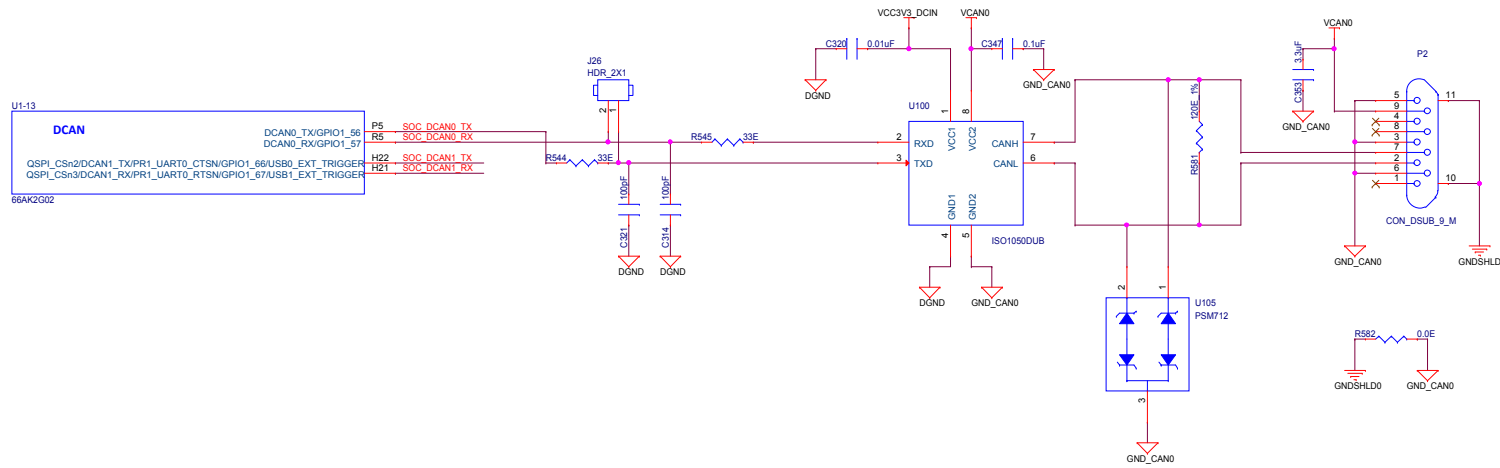 VCC3V3_DCIN
VCAN0
C320
0.01uF
C347
0.1uF
DGND
GND_CAN0
J26
HDR_2X1
2
1
U1-13
DCAN
DCAN0_TX/GPIO1_56
P5
SOC_DCAN0_TX
DCAN0_RX/GPIO1_57
R5
SOC_DCAN0_RX
QSPI_CSn2/DCAN1_TX/PR1_UART0_CTSN/GPIO1_66/USB0_EXT_TRIGGER
H22
SOC_DCAN1_TX
QSPI_CSn3/DCAN1_RX/PR1_UART0_RTSN/GPIO1_67/USB1_EXT_TRIGGER
H21
SOC_DCAN1_RX
66AK2G02
R545
33E
R544
33E
100pF
C321
DGND
100pF
C314
DGND
U100
1
8
VCC1
VCC2
2
RXD
3
TXD
CANH
7
CANL
6
GND1
GND2
4
5
ISO1050DUB
DGND
GND_CAN0
120E_1%
R581
2
1
U105
PSM712
3
GND_CAN0
VCAN0
3.3uF
C353
GND_CAN0
P2
5
9
4
8
3
7
2
6
1
11
10
CON_DSUB_9_M
GND_CAN0
GNDSHLD
R582
0.0E
GNDSHLD0
GND_CAN0